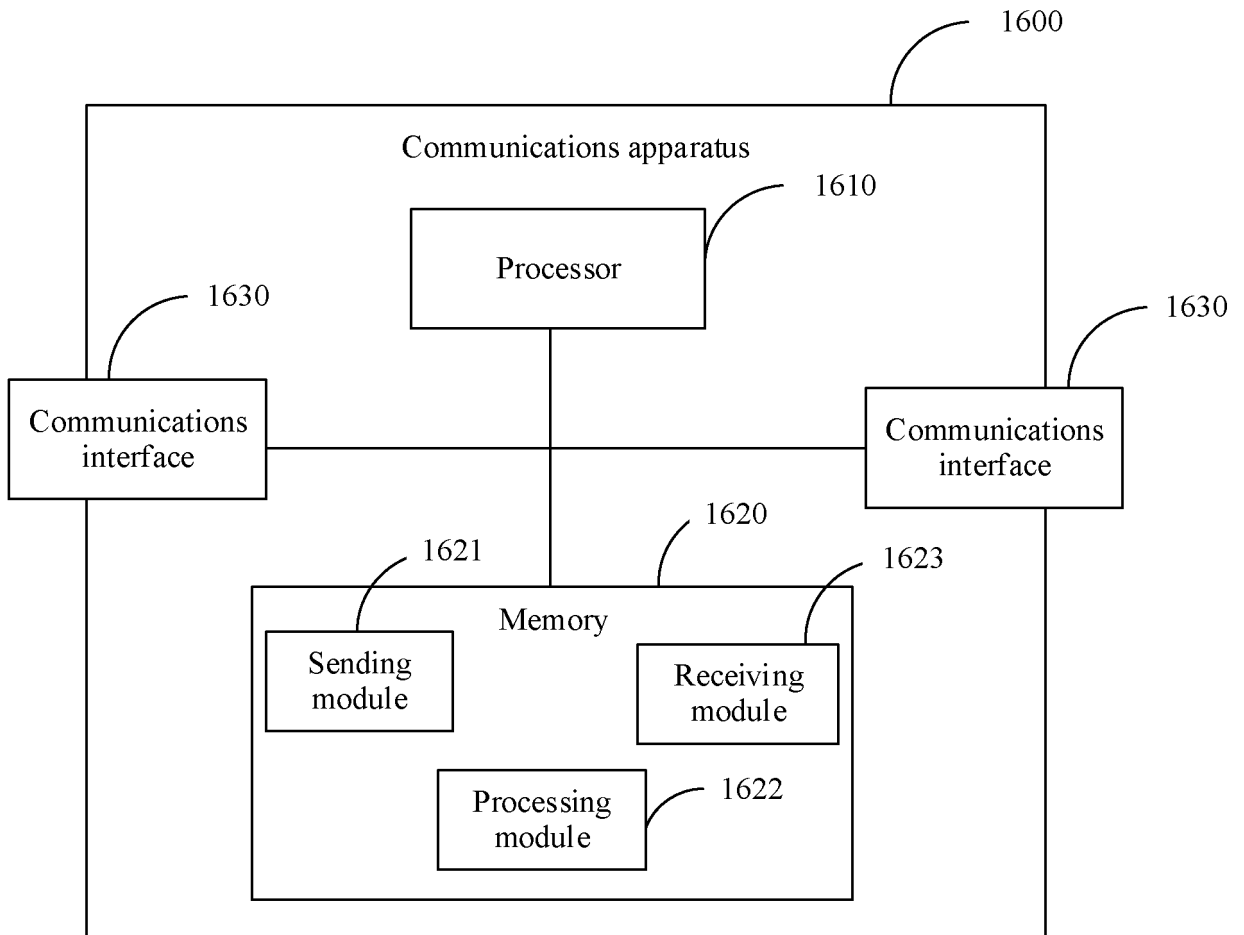 1600
Communications apparatus
1610
Processor
1630
1630
Communications
interface
Communications
interface
1620
1621
1623
Memory
Sending
module
Receiving
module
1622
Processing
module